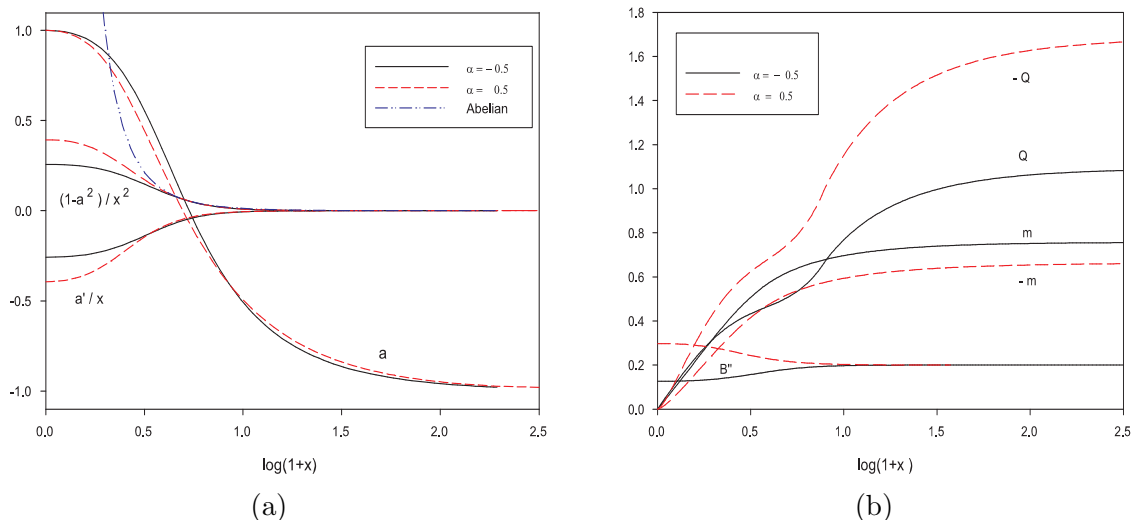 1.0
0.5
0.0
-0.5
-1.0
α = − 0.5
α = 0.5
Abelian
(1-a²) / x²
a' / x
a
0.0 0.5 1.0 1.5 2.0 2.5
log(1+x)
(a)
1.8
1.6
1.4
1.2
1.0
0.8
0.6
0.4
0.2
0.0
α = − 0.5
α = 0.5
- Q
Q
m
- m
B"
0.0 0.5 1.0 1.5 2.0 2.5
log(1+x )
(b)